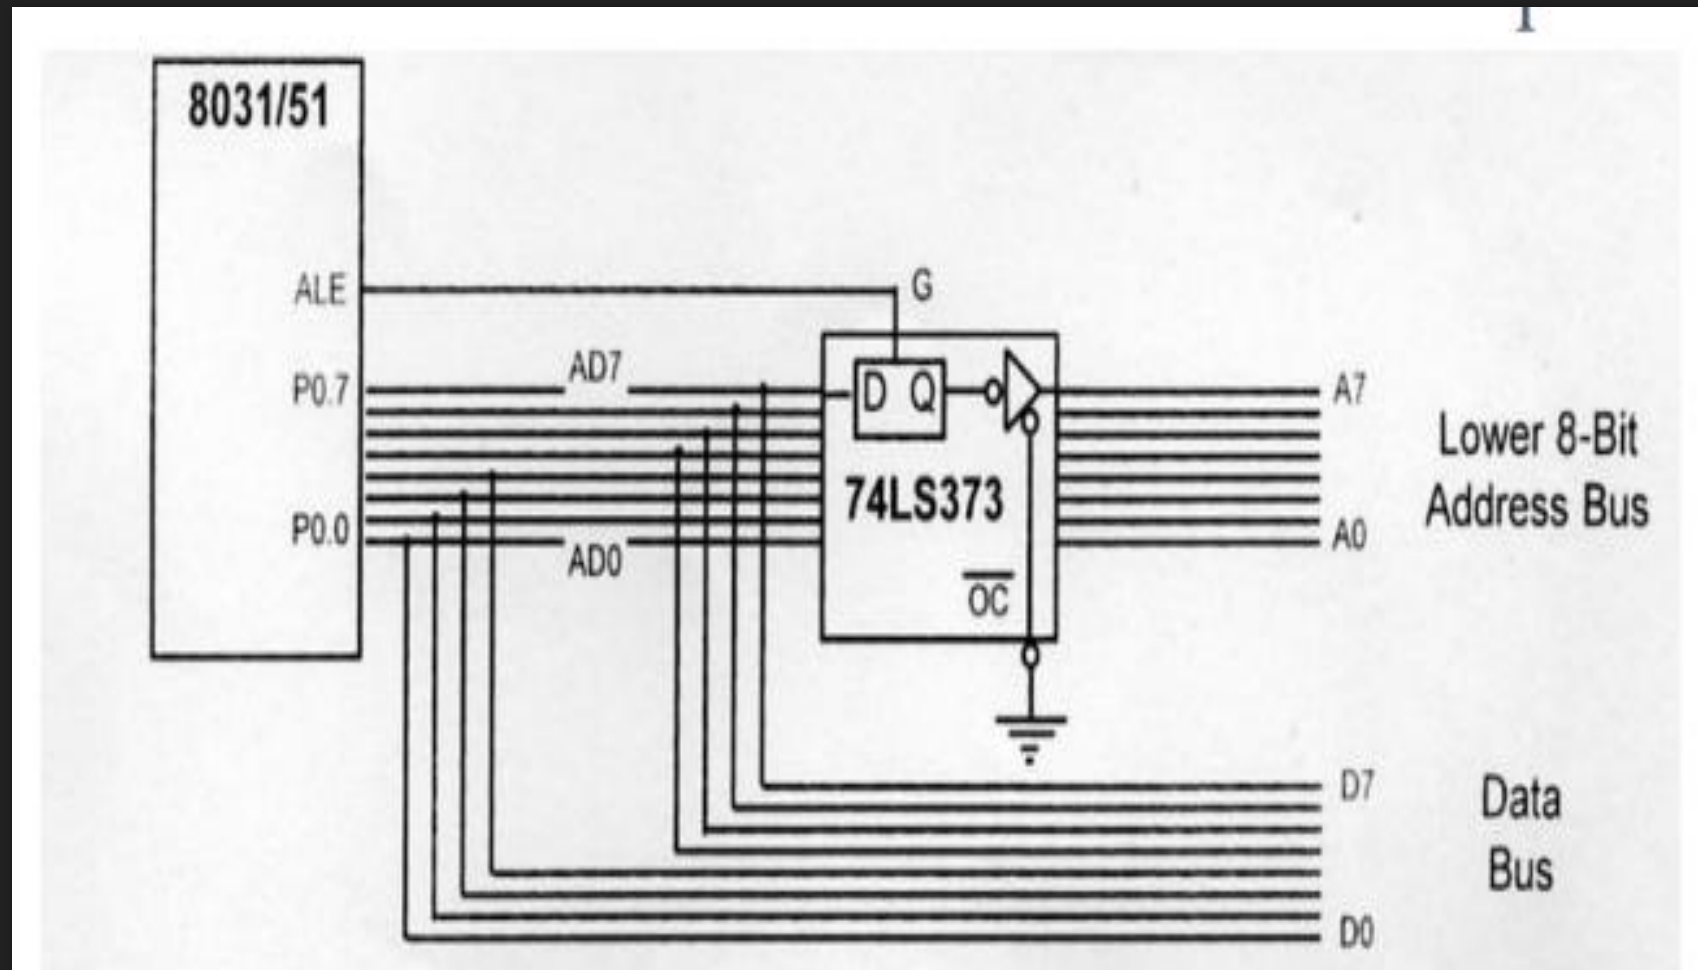 8031/51
ALE
G
AD7
P0.7
D Q
A7
Lower 8-Bit
Address Bus
74LS373
P0.0
A0
AD0
OC
D7
Data
Bus
D0